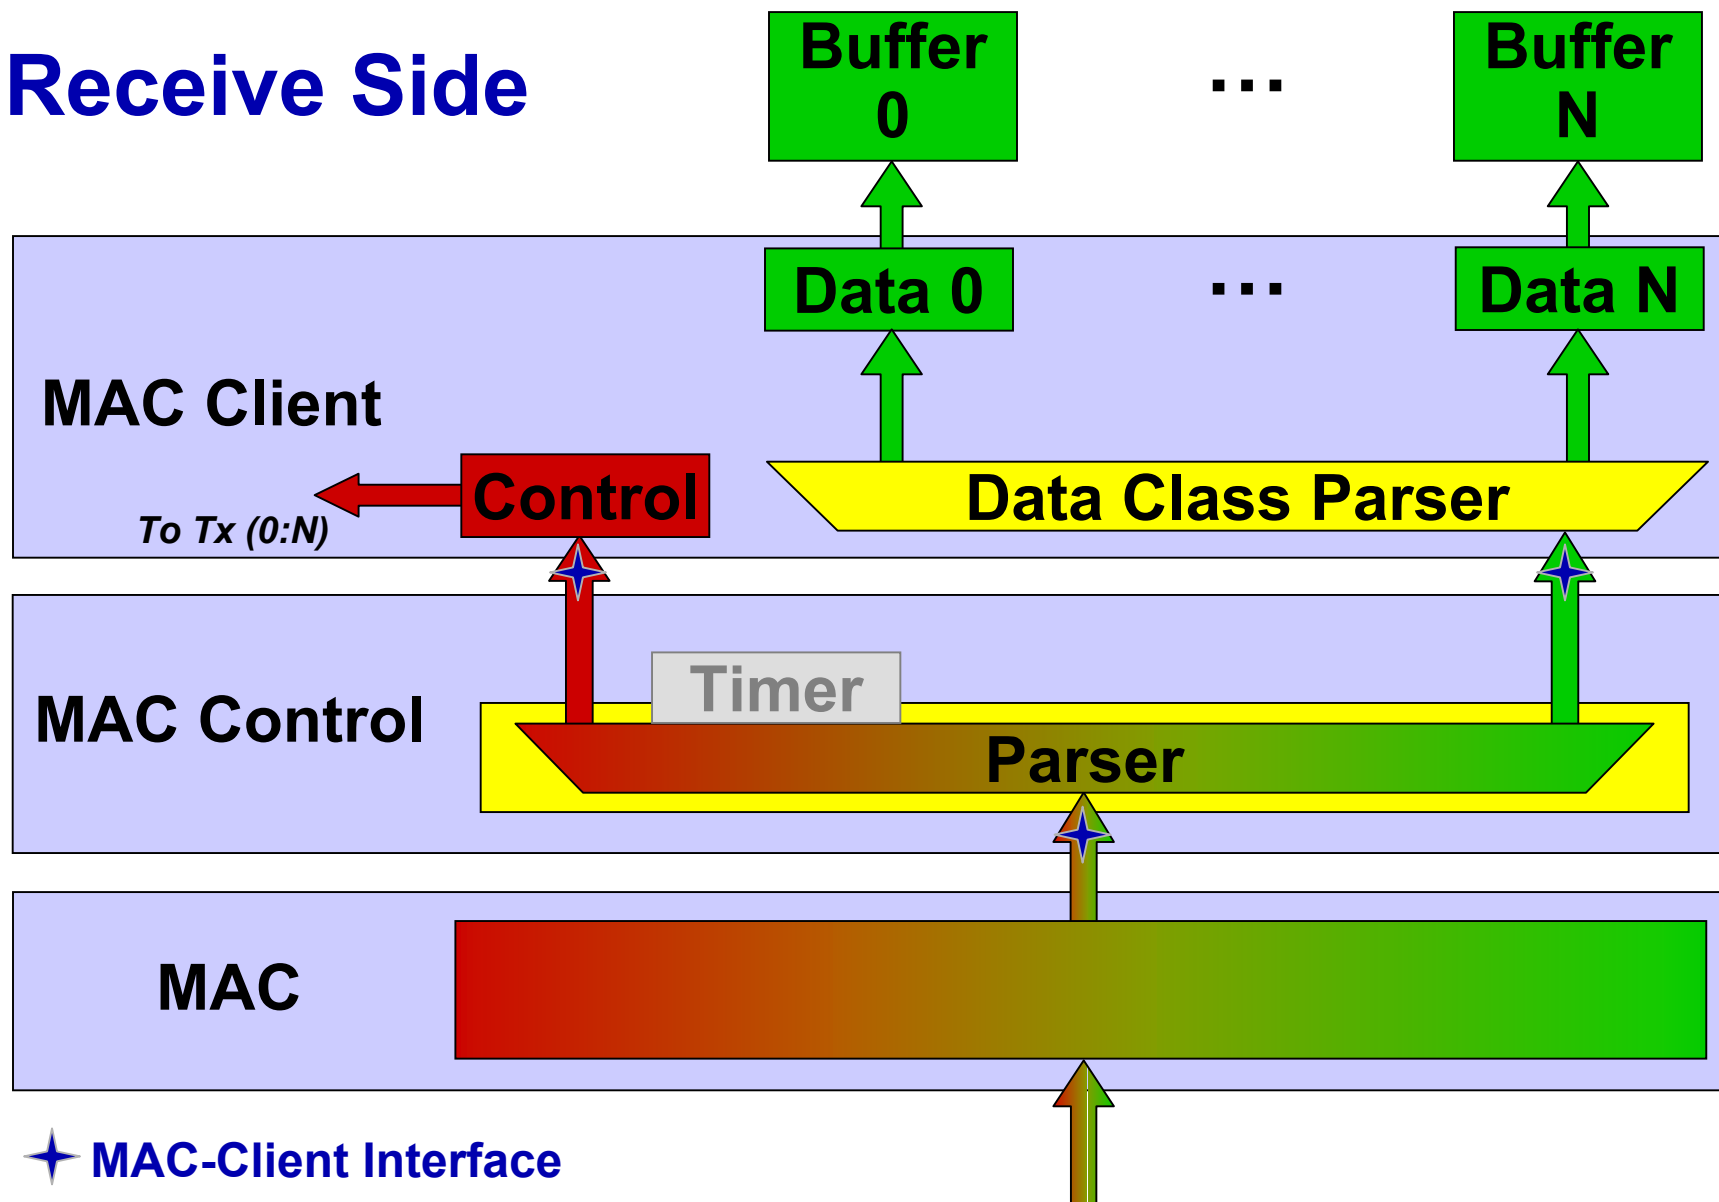 Receive Side
Buffer
0
...
Buffer
N
Data 0
...
Data N
MAC Client
Control
Data Class Parser
To Tx (0:N)
Timer
MAC Control
Parser
MAC
MAC-Client Interface